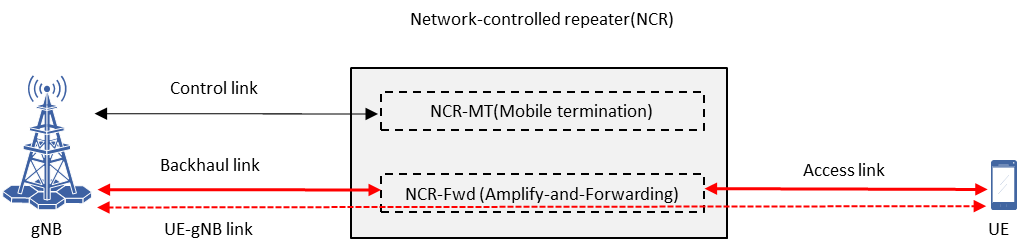 Network-controlled repeater(NCR)
Control link
NCR-MT(Mobile termination)
Backhaul link
Access link
NCR-Fwd (Amplify-and-Forwarding)
gNB
UE-gNB link
UE